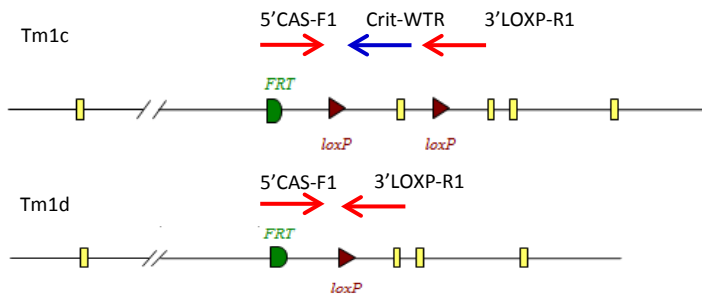 5'CAS-F1 Crit-WTR 3'LOXP-R1
Tm1c
FRT
loxP loxP
5'CAS-F1 3'LOXP-R1
Tm1d
FRT
loxP